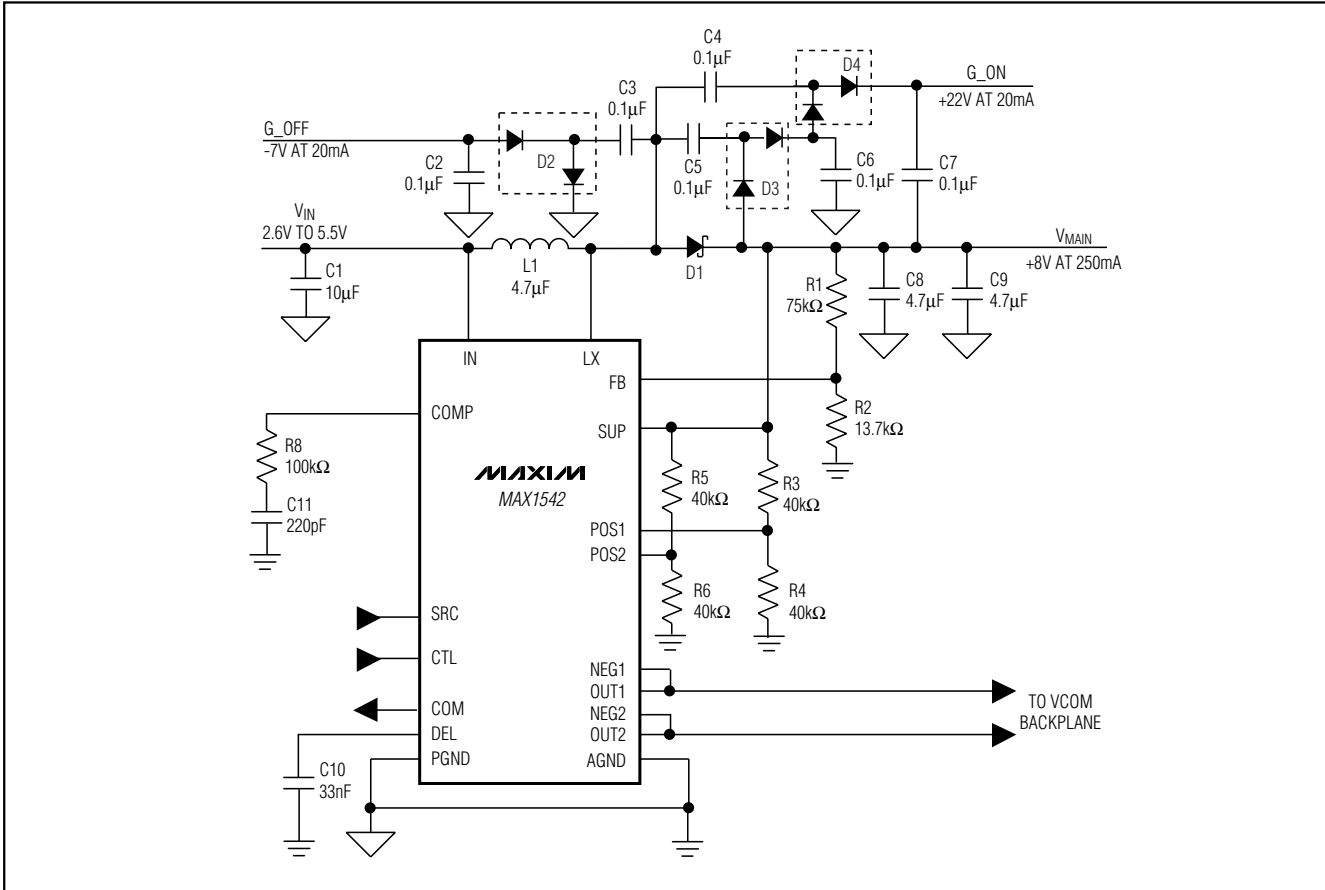 C4
0.1µF
D4
G_ON
+22V AT 20mA
C3
0.1µF
G_OFF
-7V AT 20mA
C2
0.1µF
D2
C5
0.1µF
D3
C6
0.1µF
C7
0.1µF
VIN
2.6V TO 5.5V
C1
10µF
L1
4.7µF
D1
VMAIN
+8V AT 250mA
R1
75kΩ
C8
4.7µF
C9
4.7µF
IN
LX
FB
COMP
SUP
R2
13.7kΩ
R8
100kΩ
C11
220pF
MAXIM
MAX1542
R5
40kΩ
R3
40kΩ
POS1
POS2
R6
40kΩ
R4
40kΩ
SRC
CTL
COM
DEL
PGND
NEG1
OUT1
NEG2
OUT2
AGND
TO VCOM
BACKPLANE
C10
33nF